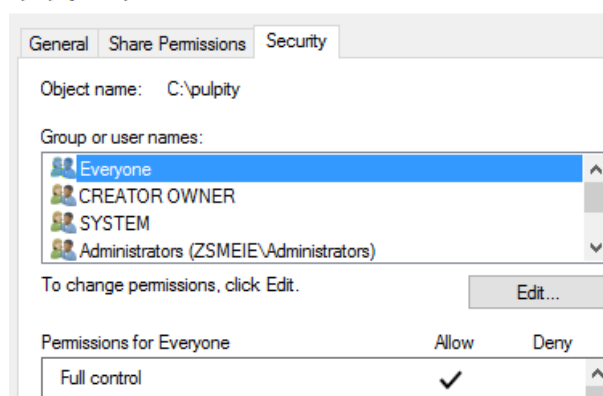 General Share Permissions Security
Object name: C:\pulpity
Group or user names:
Everyone
CREATOR OWNER
SYSTEM
Administrators (ZSMEIE\Administrators)
To change permissions, click Edit.
Edit...
Permissions for Everyone Allow Deny
Full control